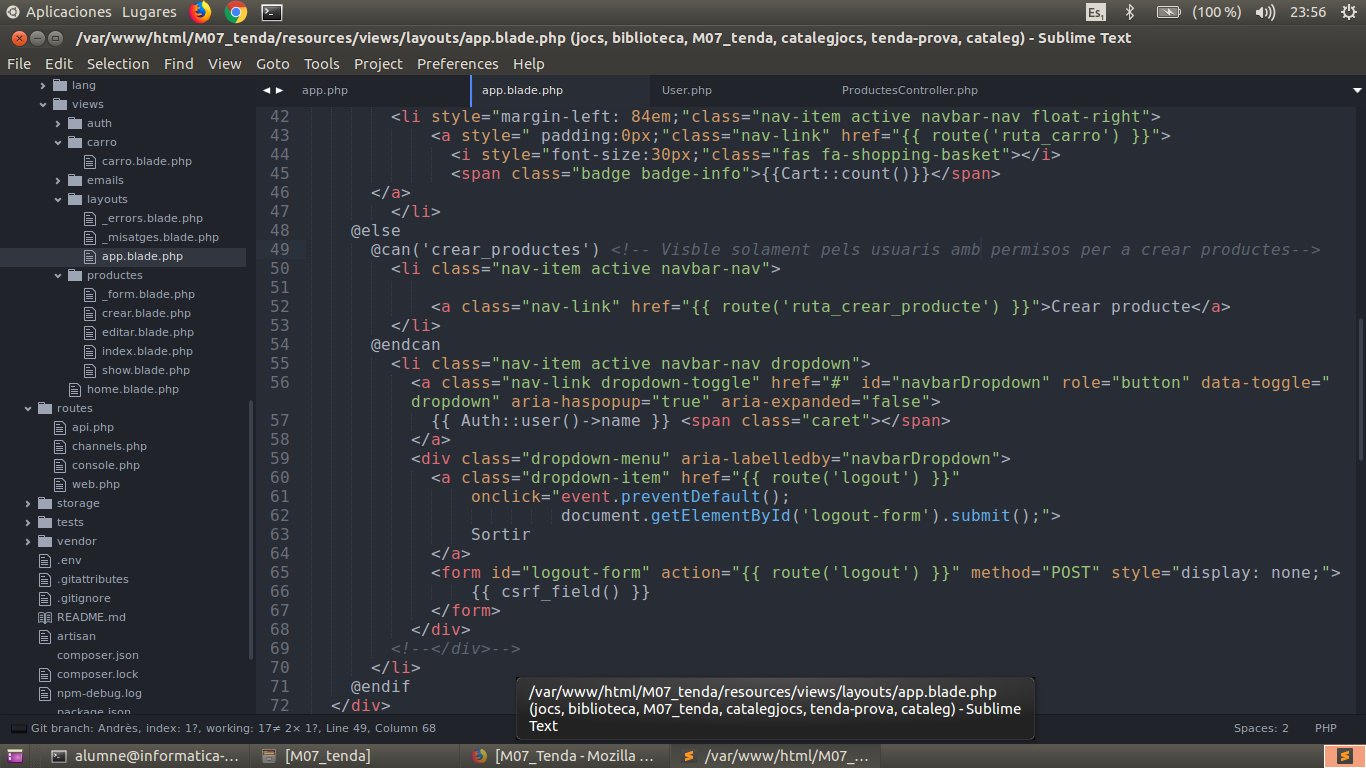 Aplicaciones Lugares Es1 (100 %) 23:56
/var/www/html/M07_tenda/resources/views/layouts/app.blade.php (jocs, biblioteca, M07_tenda, catalegjocs, tenda-prova, cataleg) - Sublime Text
File Edit Selection Find View Goto Tools Project Preferences Help
lang
views
auth
carro
carro.blade.php
emails
layouts
_errors.blade.php
_misatges.blade.php
app.blade.php
productes
_form.blade.php
crear.blade.php
editar.blade.php
index.blade.php
show.blade.php
home.blade.php
routes
api.php
channels.php
console.php
web.php
storage
tests
vendor
.env
.gitattributes
.gitignore
README.md
artisan
composer.json
composer.lock
npm-debug.log
package.json
app.php app.blade.php User.php ProductesController.php
42 <li style="margin-left: 84em;"class="nav-item active navbar-nav float-right">
43 <a style=" padding:0px;"class="nav-link" href="{{ route('ruta_carro') }}">
44 <i style="font-size:30px;"class="fas fa-shopping-basket"></i>
45 <span class="badge badge-info">{{Cart::count()}}</span>
46 </a>
47 </li>
48 @else
49 @can('crear_productes') <!-- Visble solament pels usuaris amb permisos per a crear productes-->
50 <li class="nav-item active navbar-nav">
51
52 <a class="nav-link" href="{{ route('ruta_crear_producte') }}">Crear producte</a>
53 </li>
54 @endcan
55 <li class="nav-item active navbar-nav dropdown">
56 <a class="nav-link dropdown-toggle" href="#" id="navbarDropdown" role="button" data-toggle="
dropdown" aria-haspopup="true" aria-expanded="false">
57 {{ Auth::user()->name }} <span class="caret"></span>
58 </a>
59 <div class="dropdown-menu" aria-labelledby="navbarDropdown">
60 <a class="dropdown-item" href="{{ route('logout') }}"
61 onclick="event.preventDefault();
62 document.getElementById('logout-form').submit();">
63 Sortir
64 </a>
65 <form id="logout-form" action="{{ route('logout') }}" method="POST" style="display: none;">
66 {{ csrf_field() }}
67 </form>
68 </div>
69 <!--</div>-->
70 </li>
71 @endif
72 </div>
/var/www/html/M07_tenda/resources/views/layouts/app.blade.php
(jocs, biblioteca, M07_tenda, catalegjocs, tenda-prova, cataleg) - Sublime
Text
Git branch: Andrès, index: 1?, working: 17≠ 2× 1?, Line 49, Column 68 Spaces: 2 PHP
alumne@informatica-... [M07_tenda] [M07_Tenda - Mozilla ... /var/www/html/M07_...